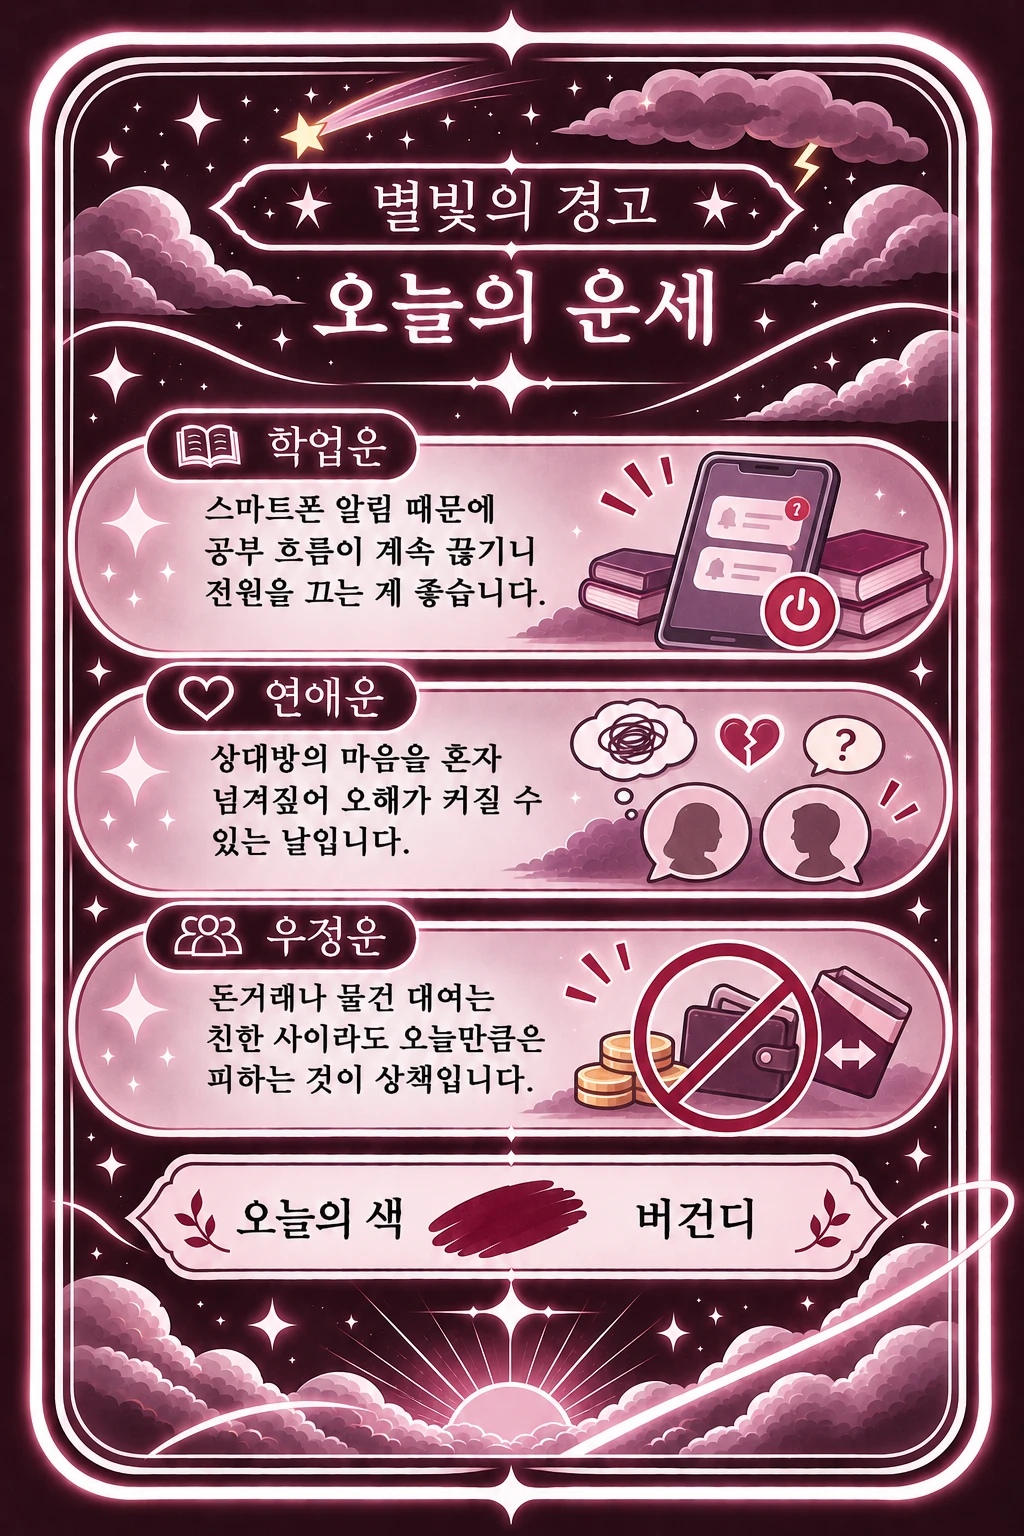 별빛의 경고
오늘의 운세
학업운
스마트폰 알림 때문에
공부 흐름이 계속 끊기니
전원을 끄는 게 좋습니다.
?
연애운
상대방의 마음을 혼자
넘겨짚어 오해가 커질 수
있는 날입니다.
?
우정운
돈거래나 물건 대여는
친한 사이라도 오늘만큼은
피하는 것이 상책입니다.
오늘의 색 버건디